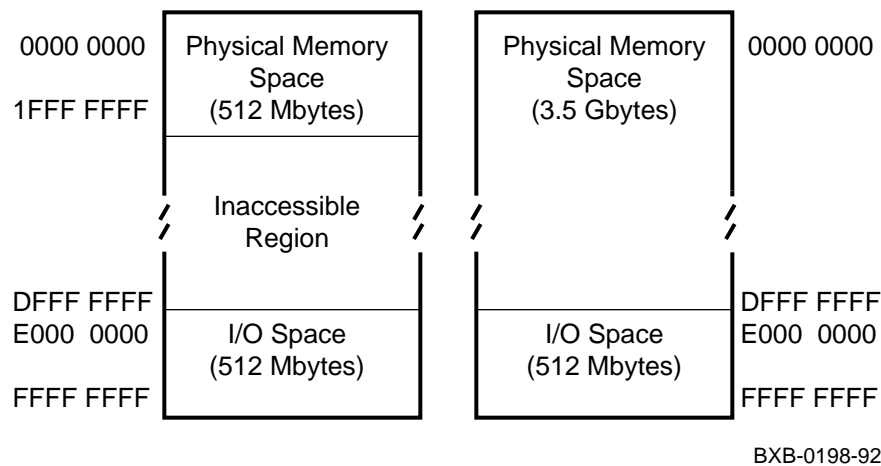 0000 0000
Physical Memory
Space
(512 Mbytes)
1FFF FFFF
Inaccessible
Region
DFFF FFFF
E000 0000
I/O Space
(512 Mbytes)
FFFF FFFF
Physical Memory
Space
(3.5 Gbytes)
0000 0000
DFFF FFFF
I/O Space
(512 Mbytes)
E000 0000
FFFF FFFF
BXB-0198-92